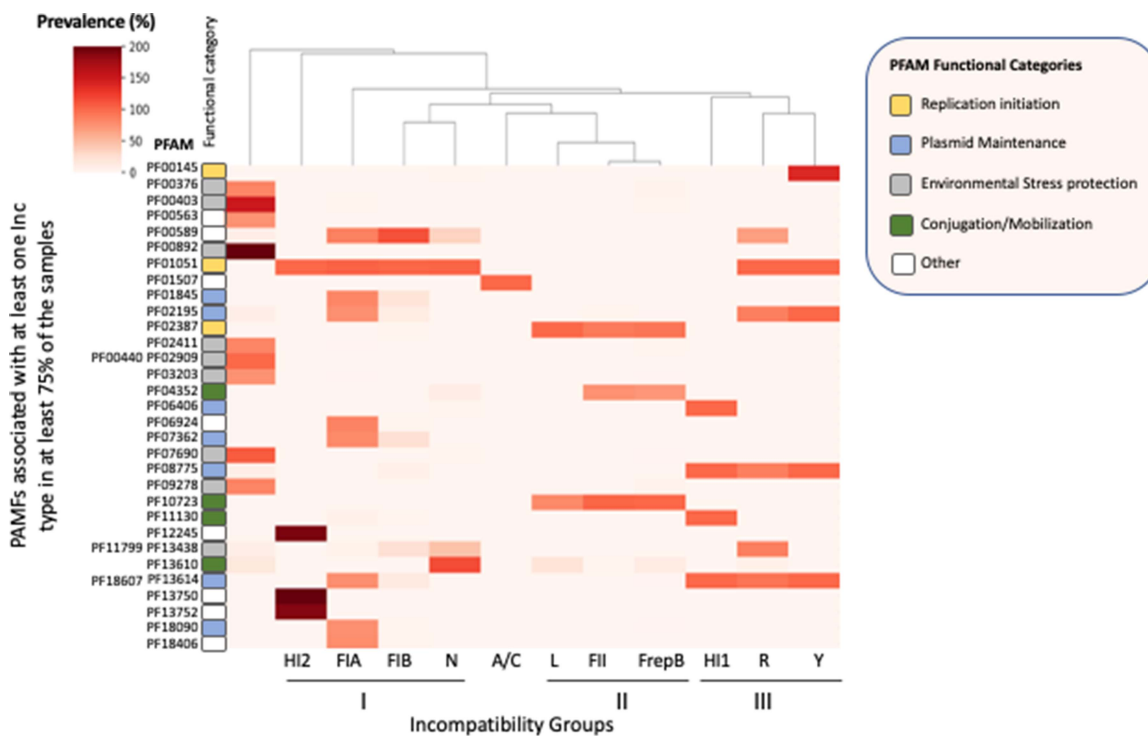 Prevalence (%)
200
150
100
50
0
Functional category
PFAM
PAMFs associated with at least one Inc
type in at least 75% of the samples
PF00145
PF00376
PF00403
PF00563
PF00589
PF00892
PF01051
PF01507
PF01845
PF02195
PF02387
PF02411
PF00440 PF02909
PF03203
PF04352
PF06406
PF06924
PF07362
PF07690
PF08775
PF09278
PF10723
PF11130
PF12245
PF11799 PF13438
PF13610
PF18607 PF13614
PF13750
PF13752
PF18090
PF18406
HI2 FIA FIB N A/C L FII FrepB HI1 R Y
I II III
Incompatibility Groups
PFAM Functional Categories
Replication initiation
Plasmid Maintenance
Environmental Stress protection
Conjugation/Mobilization
Other